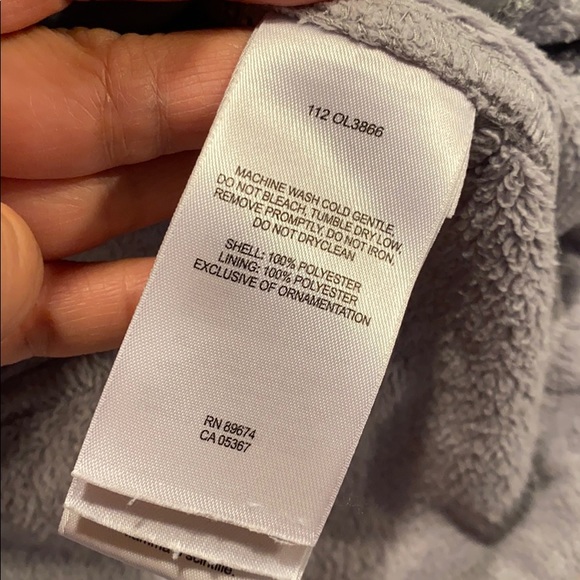 112 OL3866
MACHINE WASH COLD GENTLE,
DO NOT BLEACH, TUMBLE DRY LOW,
REMOVE PROMPTLY, DO NOT IRON,
DO NOT DRYCLEAN
SHELL: 100% POLYESTER
LINING: 100% POLYESTER
EXCLUSIVE OF ORNAMENTATION
RN 89674
CA 05367